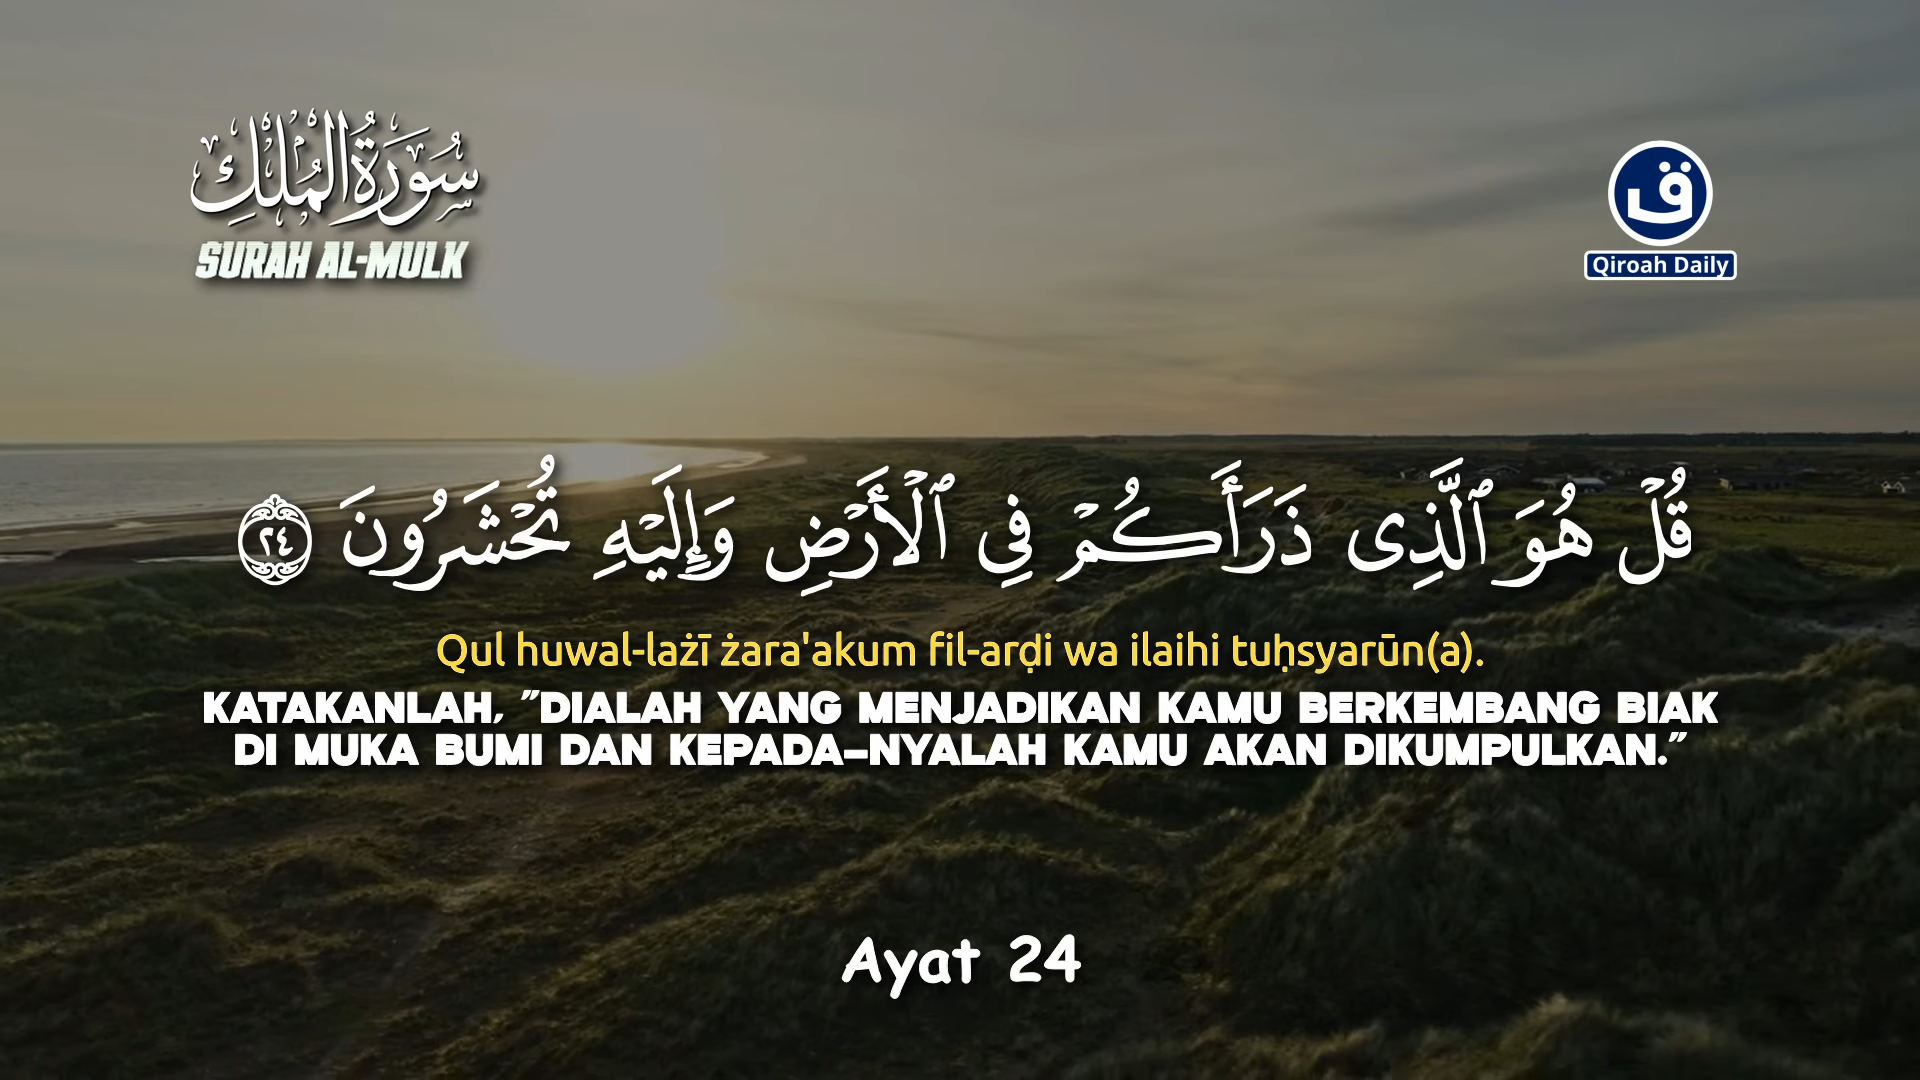 سُورَةُ الْمُلْكِ
SURAH AL-MULK
ق
Qiroah Daily
قُلْ هُوَ ٱلَّذِى ذَرَأَكُمْ فِى ٱلْأَرْضِ وَإِلَيْهِ تُحْشَرُونَ ٢٤
Qul huwal-lażī żara'akum fil-arḍi wa ilaihi tuḥsyarūn(a).
KATAKANLAH, "DIALAH YANG MENJADIKAN KAMU BERKEMBANG BIAK
DI MUKA BUMI DAN KEPADA-NYALAH KAMU AKAN DIKUMPULKAN."
Ayat 24